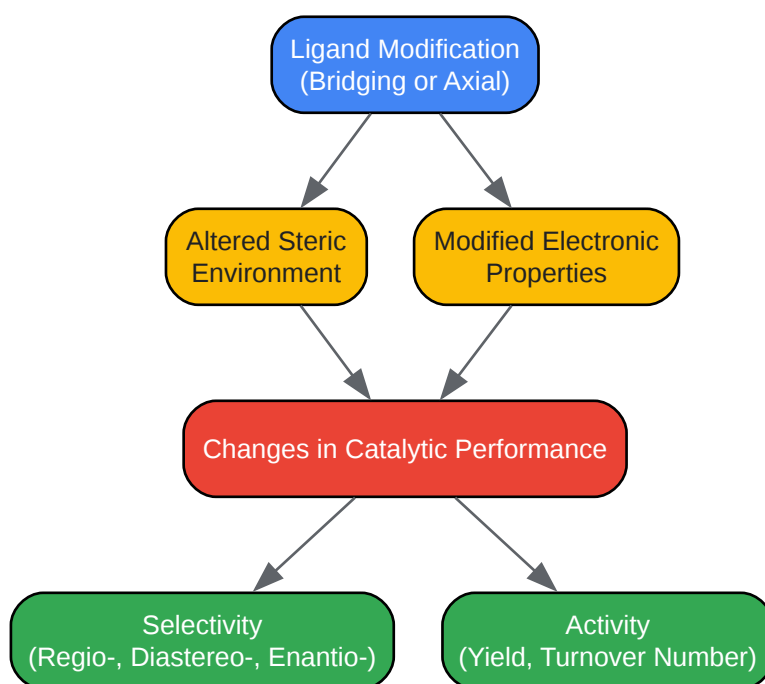 Ligand Modification
(Bridging or Axial)
Altered Steric
Environment
Modified Electronic
Properties
Changes in Catalytic Performance
Selectivity
(Regio-, Diastereo-, Enantio-)
Activity
(Yield, Turnover Number)